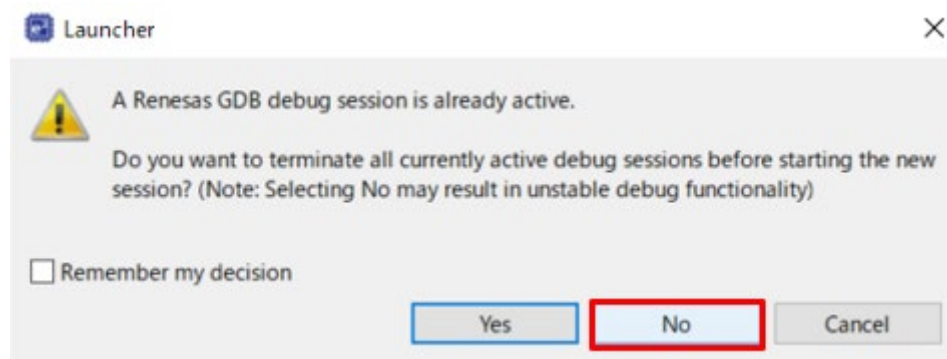 Launcher
A Renesas GDB debug session is already active.
Do you want to terminate all currently active debug sessions before starting the new
session? (Note: Selecting No may result in unstable debug functionality)
Remember my decision
Yes No Cancel